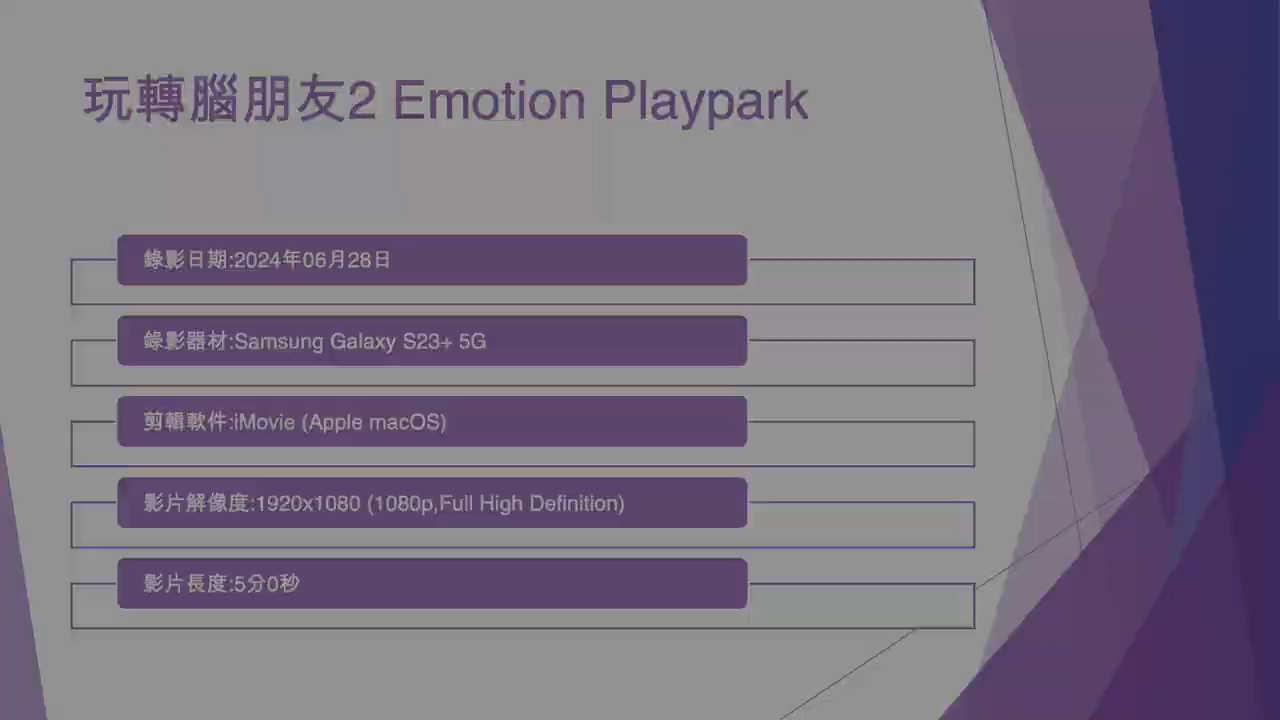 玩轉腦朋友2 Emotion Playpark
錄影日期:2024年06月28日
錄影器材:Samsung Galaxy S23+ 5G
剪輯軟件:iMovie (Apple macOS)
影片解像度:1920x1080 (1080p,Full High Definition)
影片長度:5分0秒